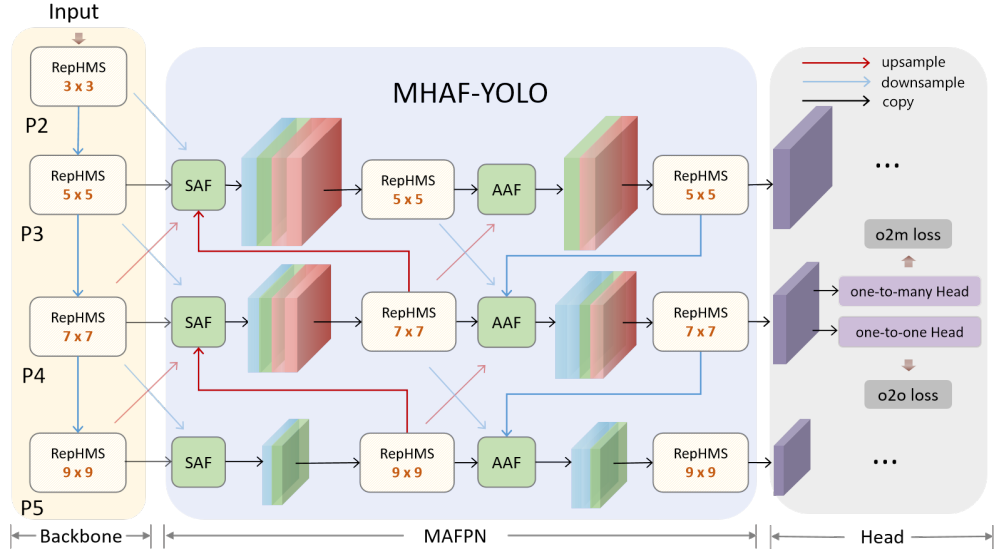 Input
RepHMS
3 x 3
P2
RepHMS
5 x 5
P3
RepHMS
7 x 7
P4
RepHMS
9 x 9
P5
Backbone
MHAF-YOLO
SAF
RepHMS
5 x 5
AAF
RepHMS
5 x 5
SAF
RepHMS
7 x 7
AAF
RepHMS
7 x 7
SAF
RepHMS
9 x 9
AAF
RepHMS
9 x 9
MAFPN
upsample
downsample
copy
...
o2m loss
one-to-many Head
one-to-one Head
o2o loss
...
Head